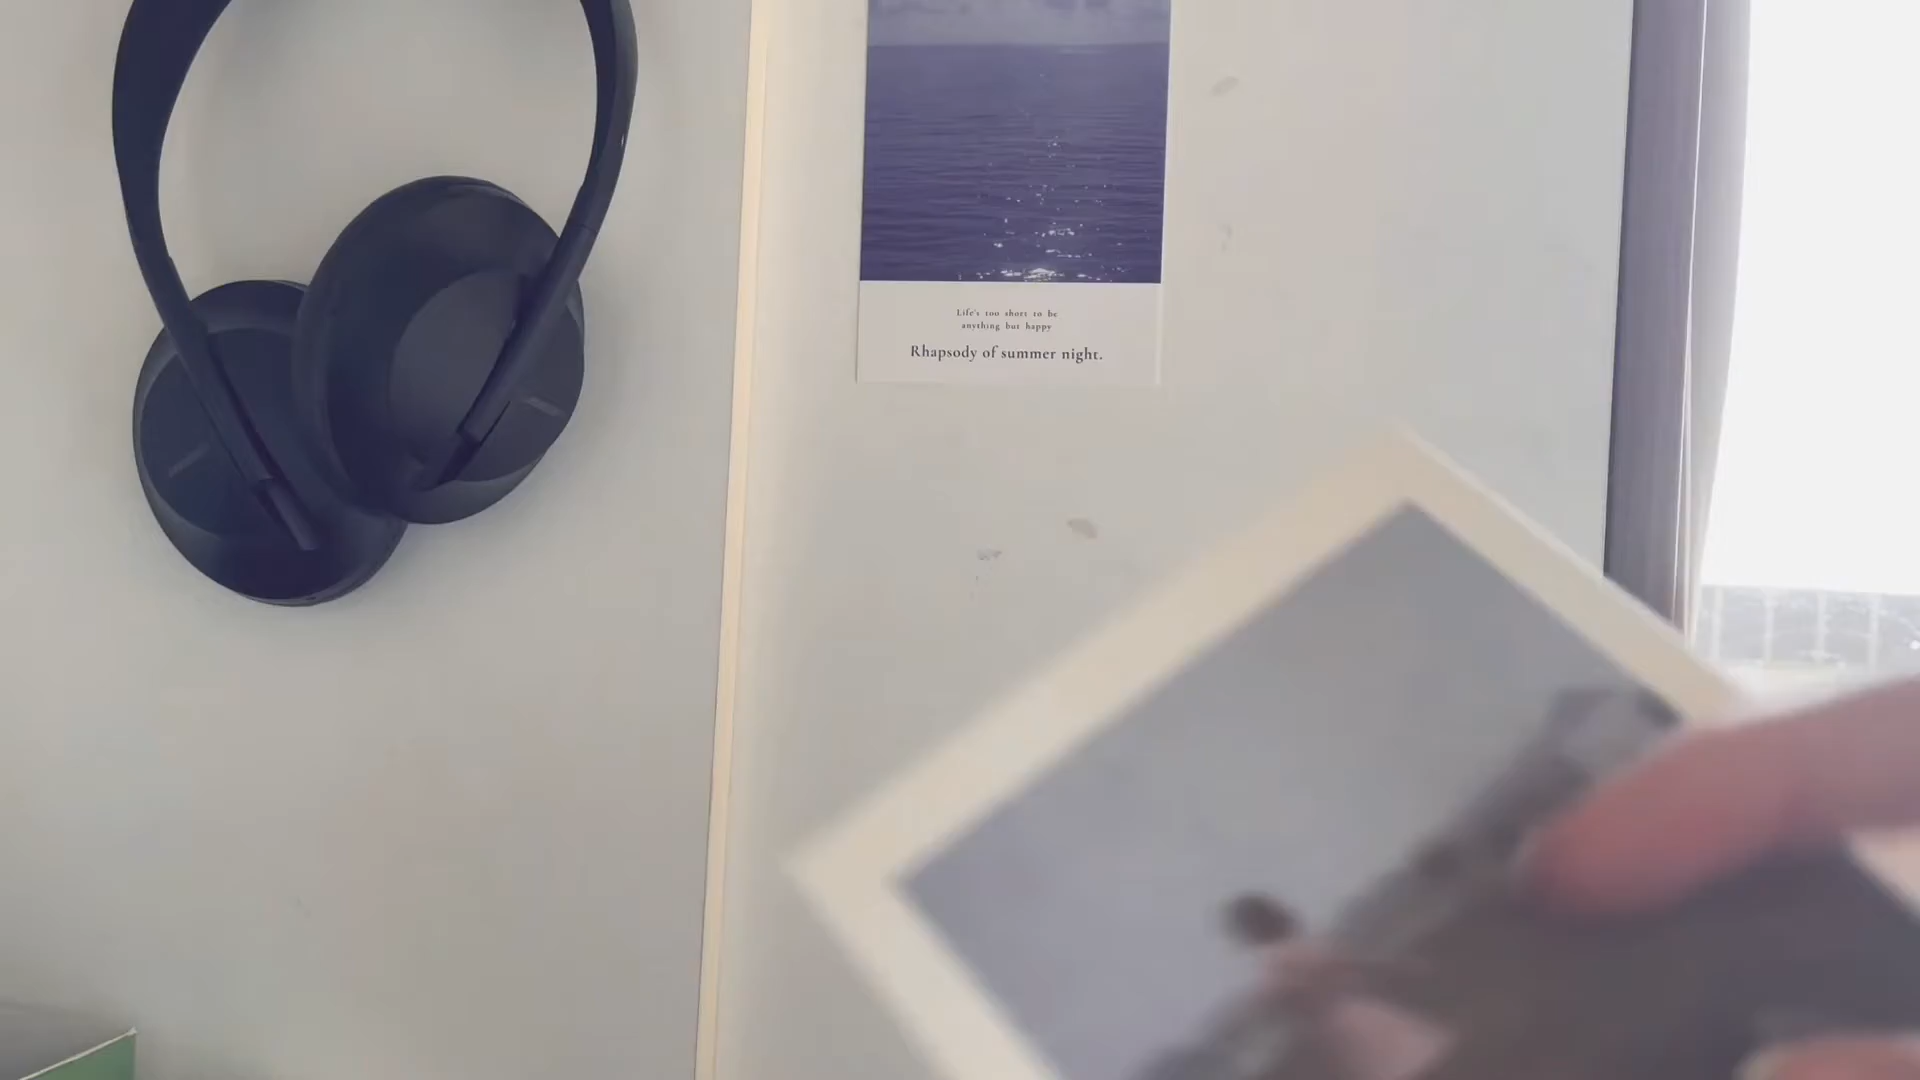 Life's too short to be
anything but happy
Rhapsody of summer night.